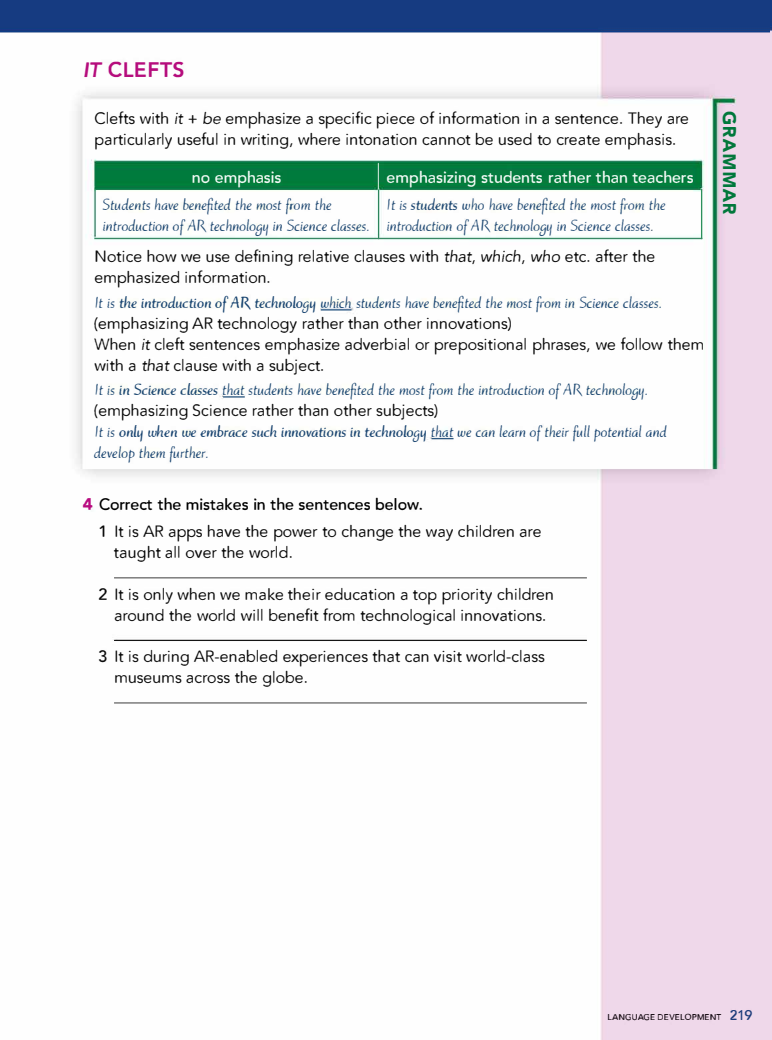 IT CLEFTS
Clefts with it + be emphasize a specific piece of information in a sentence. They are
particularly useful in writing, where intonation cannot be used to create emphasis.
no emphasis
emphasizing students rather than teachers
Students have benefited the most from the
introduction of AR technology in Science classes.
It is students who have benefited the most from the
introduction of AR technology in Science classes.
Notice how we use defining relative clauses with that, which, who etc. after the
emphasized information.
It is the introduction of AR technology which students have benefited the most from in Science classes.
(emphasizing AR technology rather than other innovations)
When it cleft sentences emphasize adverbial or prepositional phrases, we follow them
with a that clause with a subject.
It is in Science classes that students have benefited the most from the introduction of AR technology.
(emphasizing Science rather than other subjects)
It is only when we embrace such innovations in technology that we can learn of their full potential and
develop them further.
GRAMMAR
4 Correct the mistakes in the sentences below.
1 It is AR apps have the power to change the way children are
taught all over the world.
2 It is only when we make their education a top priority children
around the world will benefit from technological innovations.
3 It is during AR-enabled experiences that can visit world-class
museums across the globe.
LANGUAGE DEVELOPMENT 219